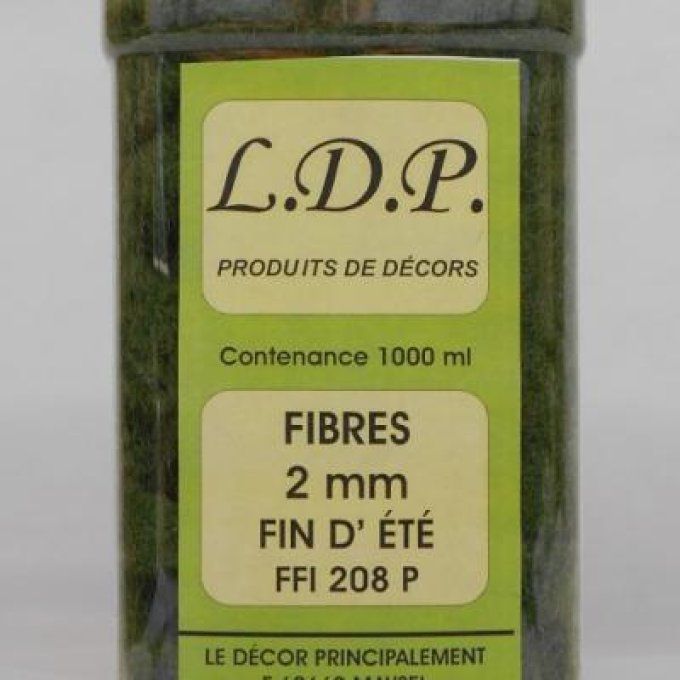 L.D.P.
PRODUITS DE DÉCORS
Contenance 1000 ml
FIBRES
2 mm
FIN D' ÉTÉ
FFI 208 P
LE DÉCOR PRINCIPALEMENT